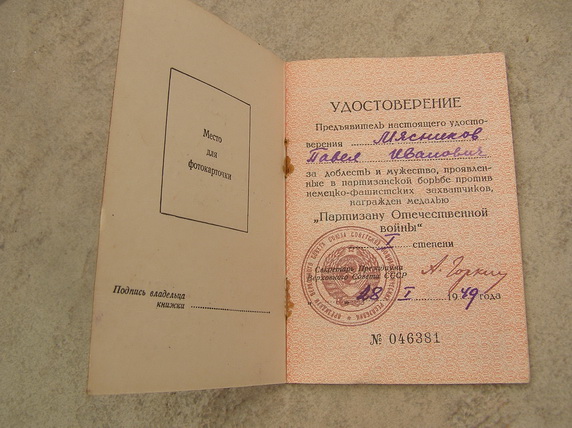 Место
для
фотокарточки
Подпись владельца
книжки
УДОСТОВЕРЕНИЕ
Предъявитель настоящего удосто-
верения Мясников
Павел Иванович
за доблесть и мужество, проявлен-
ные в партизанской борьбе против
немецко-фашистских захватчиков,
награжден медалью
„Партизану Отечественной
войны“
I степени
Секретарь Президиума
Верховного Совета СССР А. Горкин
28 I 1949 года
№ 046381